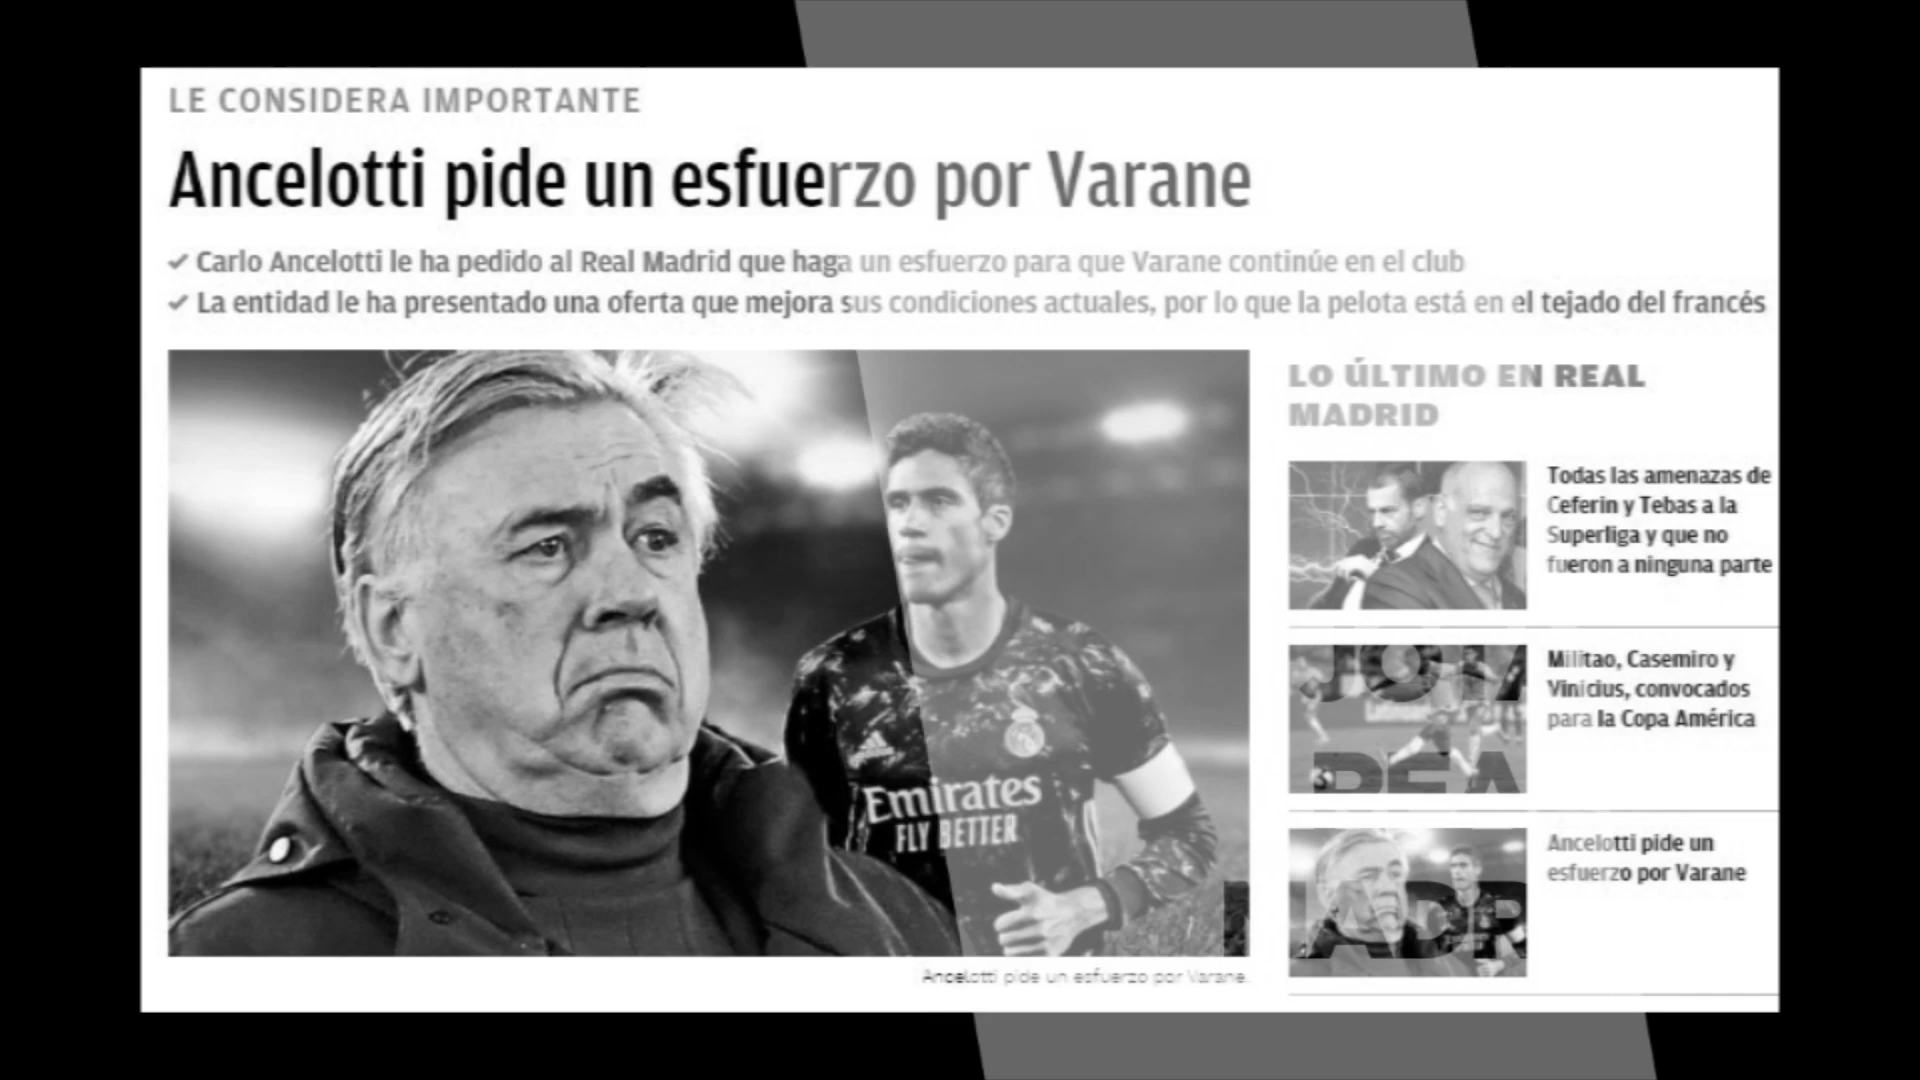 LE CONSIDERA IMPORTANTE
Ancelotti pide un esfuerzo por Varane
✓ Carlo Ancelotti le ha pedido al Real Madrid que haga un esfuerzo para que Varane continúe en el club
✓ La entidad le ha presentado una oferta que mejora sus condiciones actuales, por lo que la pelota está en el tejado del francés
Emirates
FLY BETTER
Ancelotti pide un esfuerzo por Varane.
LO ÚLTIMO EN REAL
MADRID
Todas las amenazas de
Ceferin y Tebas a la
Superliga y que no
fueron a ninguna parte
Militao, Casemiro y
Vinicius, convocados
para la Copa América
Ancelotti pide un
esfuerzo por Varane